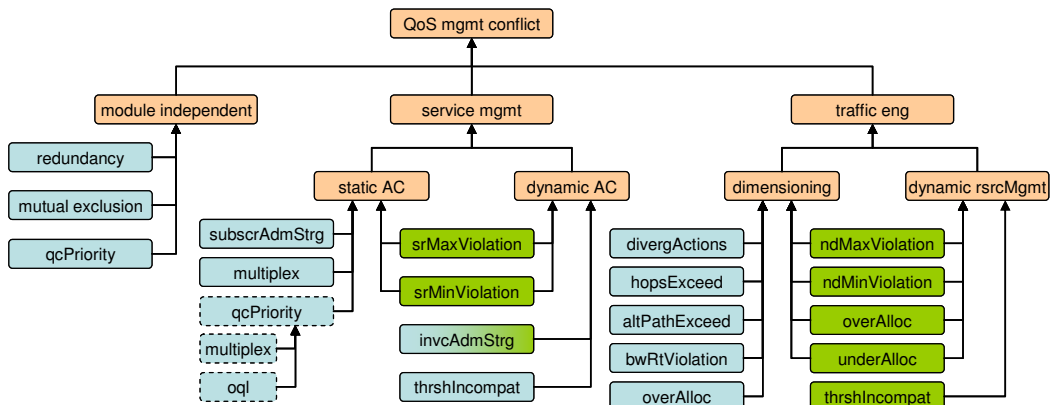 QoS mgmt conflict
module independent
service mgmt
traffic eng
redundancy
mutual exclusion
qcPriority
static AC
dynamic AC
dimensioning
dynamic rsrcMgmt
subscrAdmStrg
multiplex
qcPriority
multiplex
oql
srMaxViolation
srMinViolation
invcAdmStrg
thrshIncompat
divergActions
hopsExceed
altPathExceed
bwRtViolation
overAlloc
ndMaxViolation
ndMinViolation
overAlloc
underAlloc
thrshIncompat